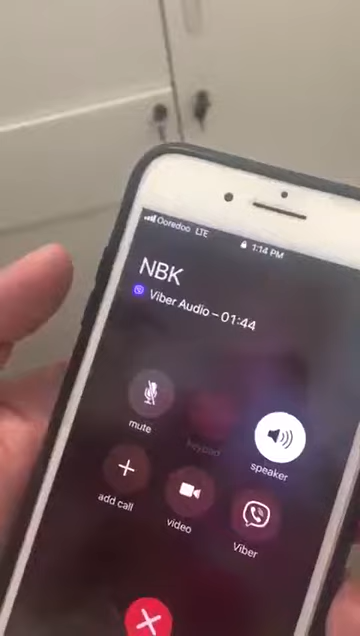 Ooredoo LTE
1:14 PM
NBK
Viber Audio – 01:44
mute
keypad
speaker
add call
video
Viber